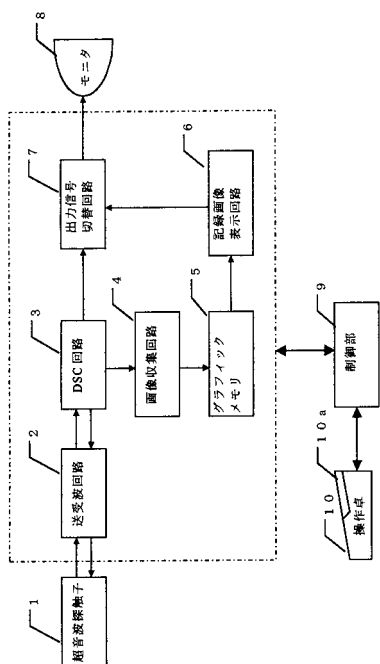 1
超音波探触子
2
送受波回路
3
DSC 回路
4
画像収集回路
5
グラフィック
メモリ
6
記録画像
表示回路
7
出力信号
切替回路
8
モニタ
9
制御部
10
10a
操作卓